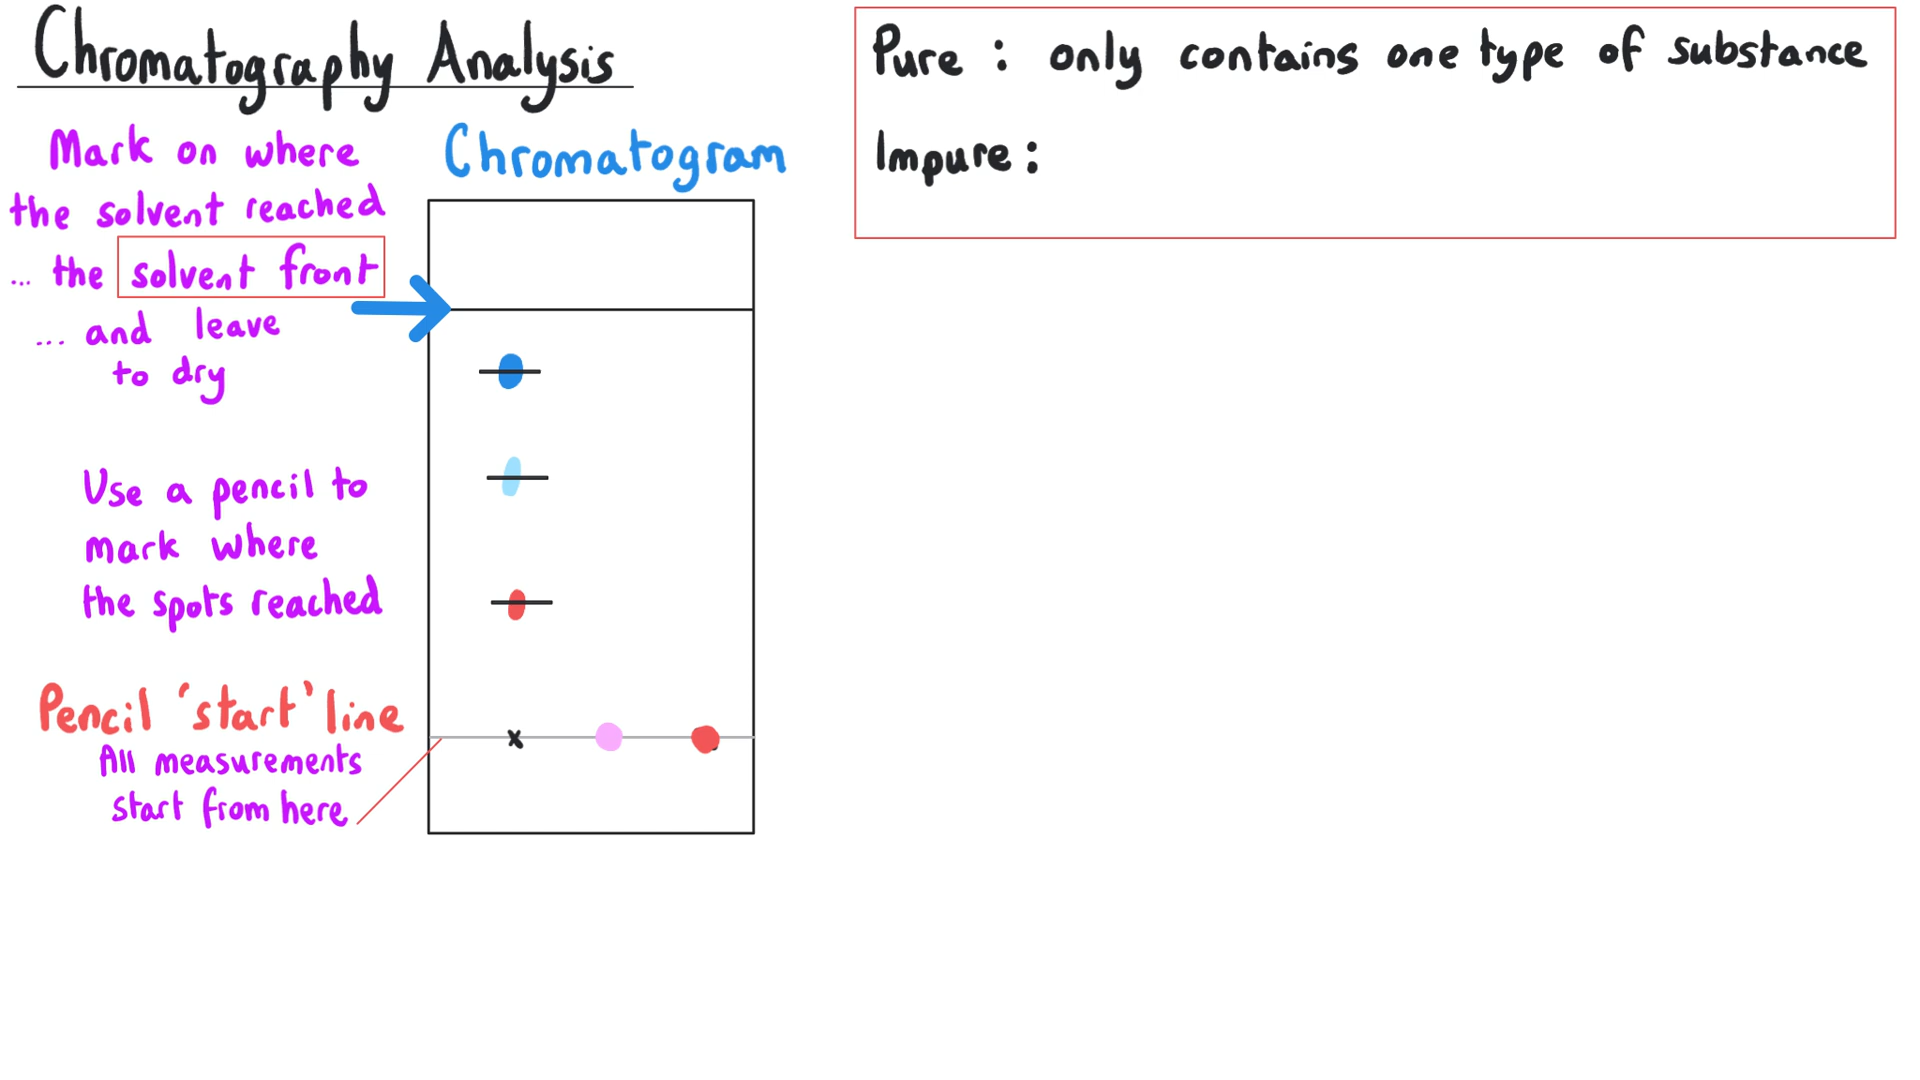 Chromatography Analysis
Mark on where
the solvent reached
... the solvent front
... and leave
to dry
Use a pencil to
mark where
the spots reached
Pencil 'start' line
All measurements
start from here
Chromatogram
x
Pure : only contains one type of substance
Impure :